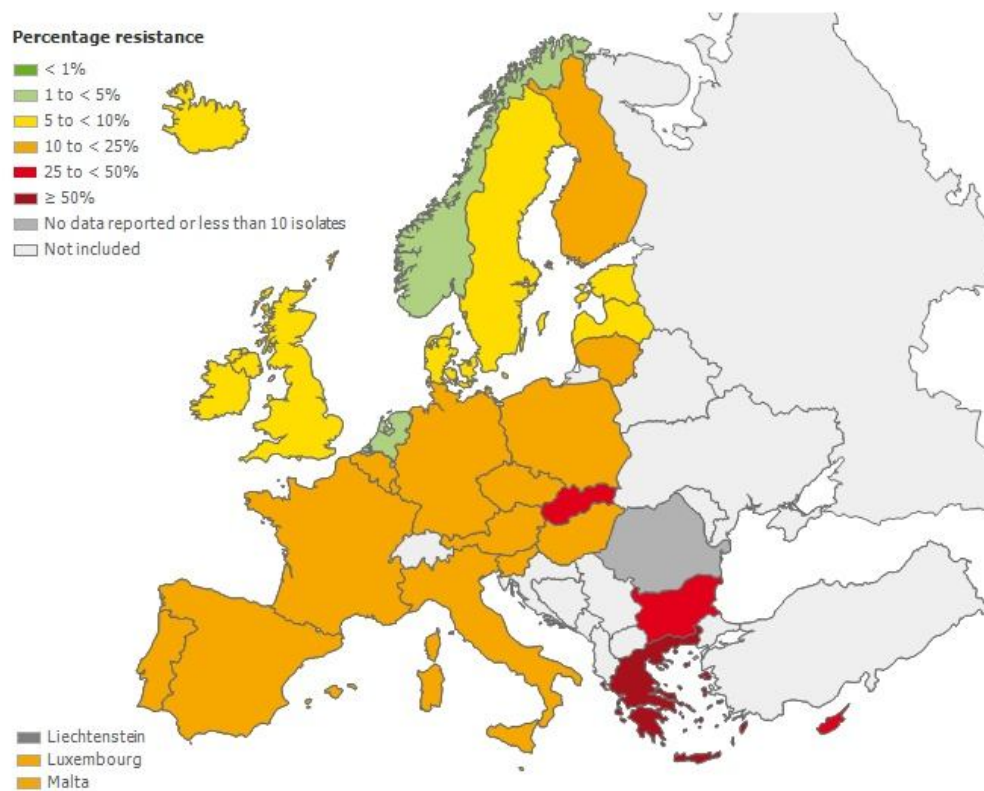 Percentage resistance
< 1%
1 to < 5%
5 to < 10%
10 to < 25%
25 to < 50%
≥ 50%
No data reported or less than 10 isolates
Not included
Liechtenstein
Luxembourg
Malta